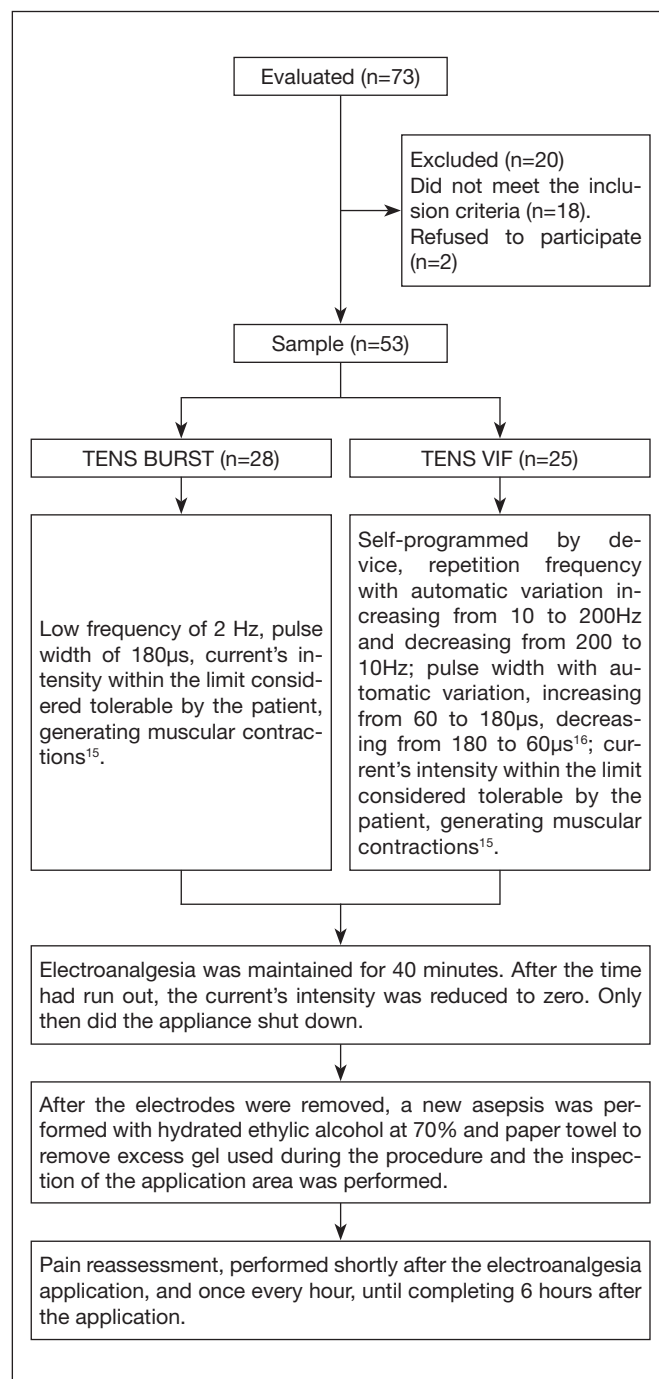 Evaluated (n=73)
Excluded (n=20)
Did not meet the inclu-
sion criteria (n=18).
Refused to participate
(n=2)
Sample (n=53)
TENS BURST (n=28)
TENS VIF (n=25)
Low frequency of 2 Hz, pulse
width of 180µs, current's in-
tensity within the limit consid-
ered tolerable by the patient,
generating muscular contrac-
tions¹⁵.
Self-programmed by de-
vice, repetition frequency
with automatic variation in-
creasing from 10 to 200Hz
and decreasing from 200 to
10Hz; pulse width with au-
tomatic variation, increasing
from 60 to 180µs, decreas-
ing from 180 to 60µs¹⁶; cur-
rent's intensity within the limit
considered tolerable by the
patient, generating muscular
contractions¹⁵.
Electroanalgesia was maintained for 40 minutes. After the time
had run out, the current's intensity was reduced to zero. Only
then did the appliance shut down.
After the electrodes were removed, a new asepsis was per-
formed with hydrated ethylic alcohol at 70% and paper towel to
remove excess gel used during the procedure and the inspec-
tion of the application area was performed.
Pain reassessment, performed shortly after the electroanalgesia
application, and once every hour, until completing 6 hours after
the application.